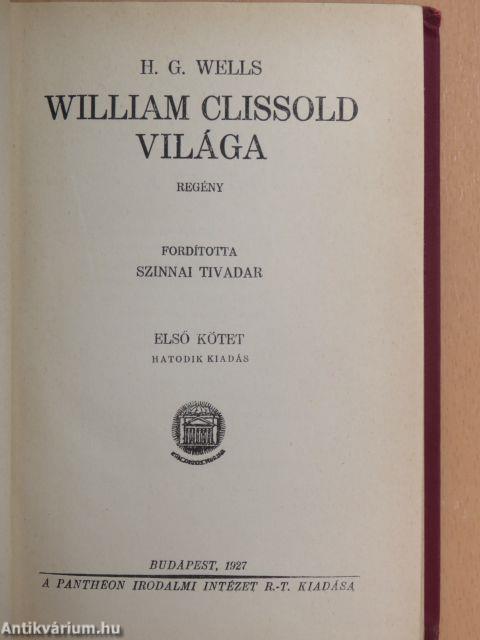 H. G. WELLS
WILLIAM CLISSOLD
VILÁGA
REGÉNY
FORDÍTOTTA
SZINNAI TIVADAR
ELSŐ KÖTET
HATODIK KIADÁS
BUDAPEST, 1927
A PANTHEON IRODALMI INTÉZET R.-T. KIADÁSA
Antikvárium.hu